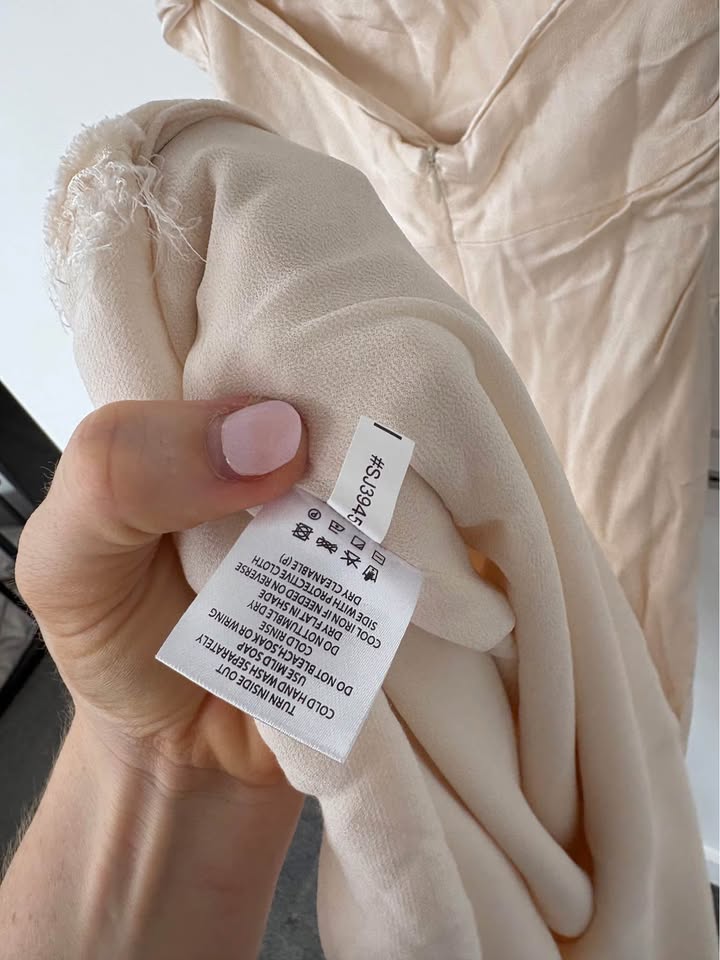 #SJ3945
TURN INSIDE OUT
COLD HAND WASH SEPARATELY
USE MILD SOAP
DO NOT BLEACH SOAK OR WRING
COLD RINSE
DO NOT TUMBLE DRY
DRY FLAT IN SHADE
COOL IRON IF NEEDED ON REVERSE
SIDE WITH PROTECTIVE CLOTH
DRY CLEANABLE (P)